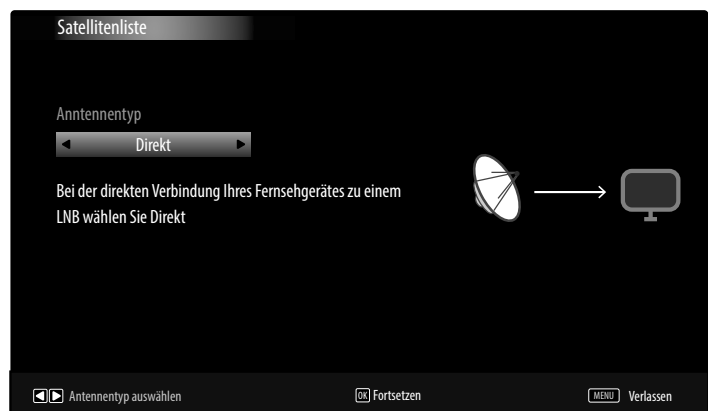 Satellitenliste
Anntennentyp
Direkt
Bei der direkten Verbindung Ihres Fernsehgerätes zu einem
LNB wählen Sie Direkt
Antennentyp auswählen
OK Fortsetzen
MENU Verlassen